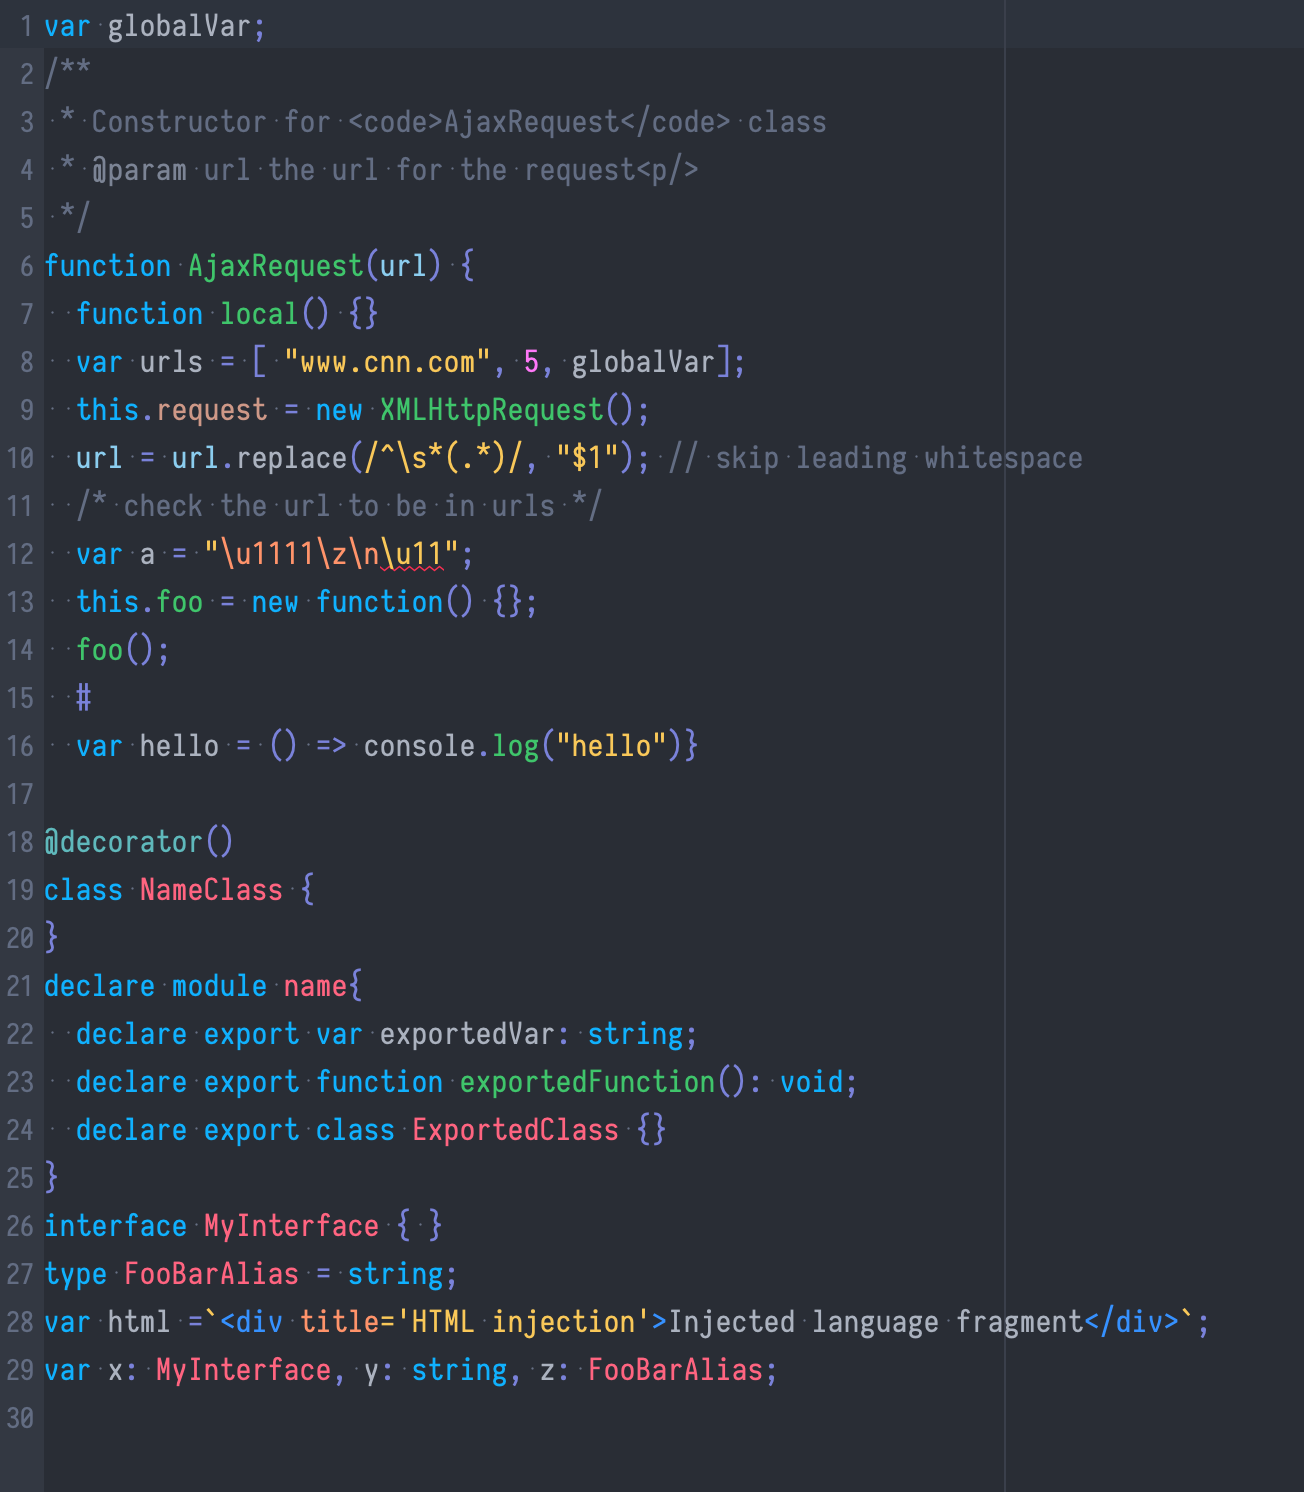 1 var globalVar;
2 /**
3  * Constructor for <code>AjaxRequest</code> class
4  * @param url the url for the request<p/>
5  */
6 function AjaxRequest(url) {
7   function local() {}
8   var urls = [ "www.cnn.com", 5, globalVar];
9   this.request = new XMLHttpRequest();
10   url = url.replace(/^\s*(.*)/, "$1"); // skip leading whitespace
11   /* check the url to be in urls */
12   var a = "\u1111\z\n\u11";
13   this.foo = new function() {};
14   foo();
15   #
16   var hello = () => console.log("hello")}
17
18 @decorator()
19 class NameClass {
20 }
21 declare module name{
22   declare export var exportedVar: string;
23   declare export function exportedFunction(): void;
24   declare export class ExportedClass {}
25 }
26 interface MyInterface { }
27 type FooBarAlias = string;
28 var html =`<div title='HTML injection'>Injected language fragment</div>`;
29 var x: MyInterface, y: string, z: FooBarAlias;
30